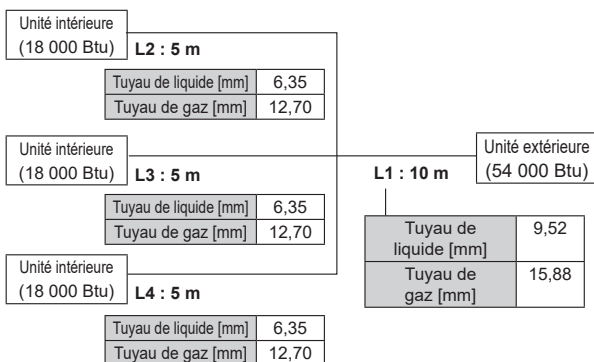 Unité intérieure
(18 000 Btu)
L2 : 5 m
Tuyau de liquide [mm] 6,35
Tuyau de gaz [mm] 12,70
Unité intérieure
(18 000 Btu)
L3 : 5 m
Tuyau de liquide [mm] 6,35
Tuyau de gaz [mm] 12,70
Unité intérieure
(18 000 Btu)
L4 : 5 m
Tuyau de liquide [mm] 6,35
Tuyau de gaz [mm] 12,70
Unité extérieure
(54 000 Btu)
L1 : 10 m
Tuyau de
liquide [mm] 9,52
Tuyau de
gaz [mm] 15,88